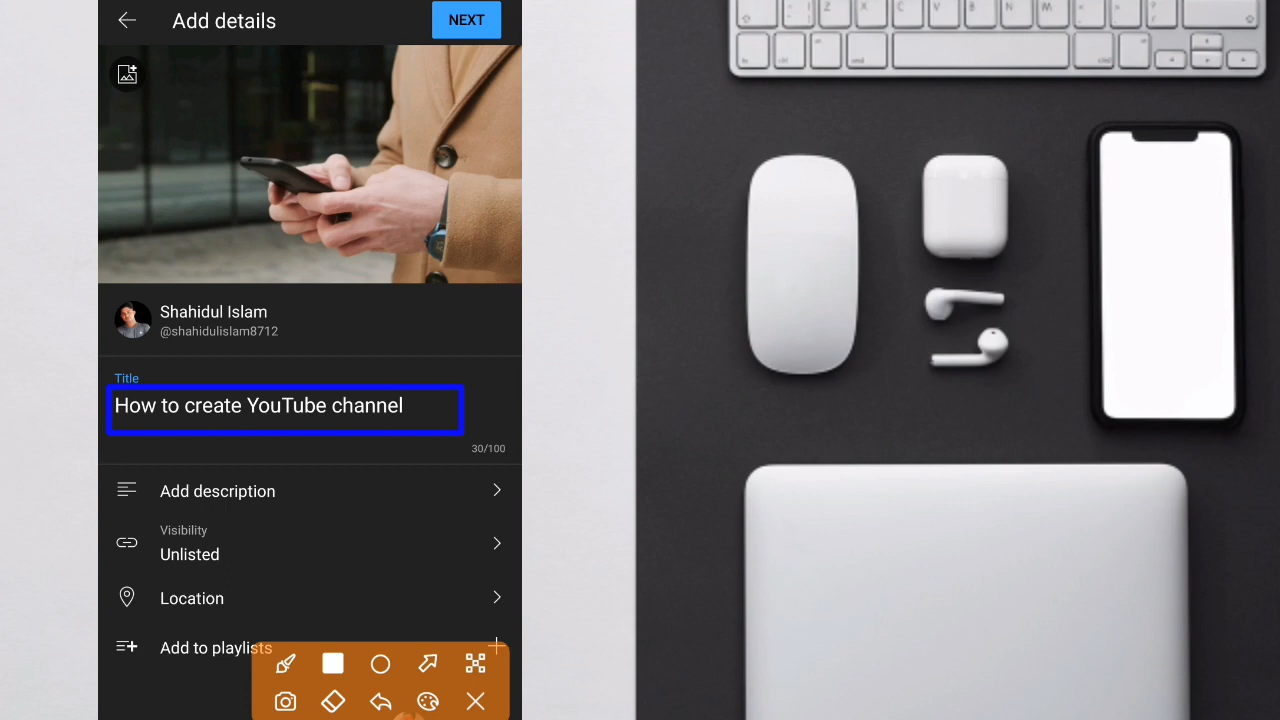 Add details
NEXT
Shahidul Islam
@shahidulislam8712
Title
How to create YouTube channel
30/100
Add description
Visibility
Unlisted
Location
Add to playlists